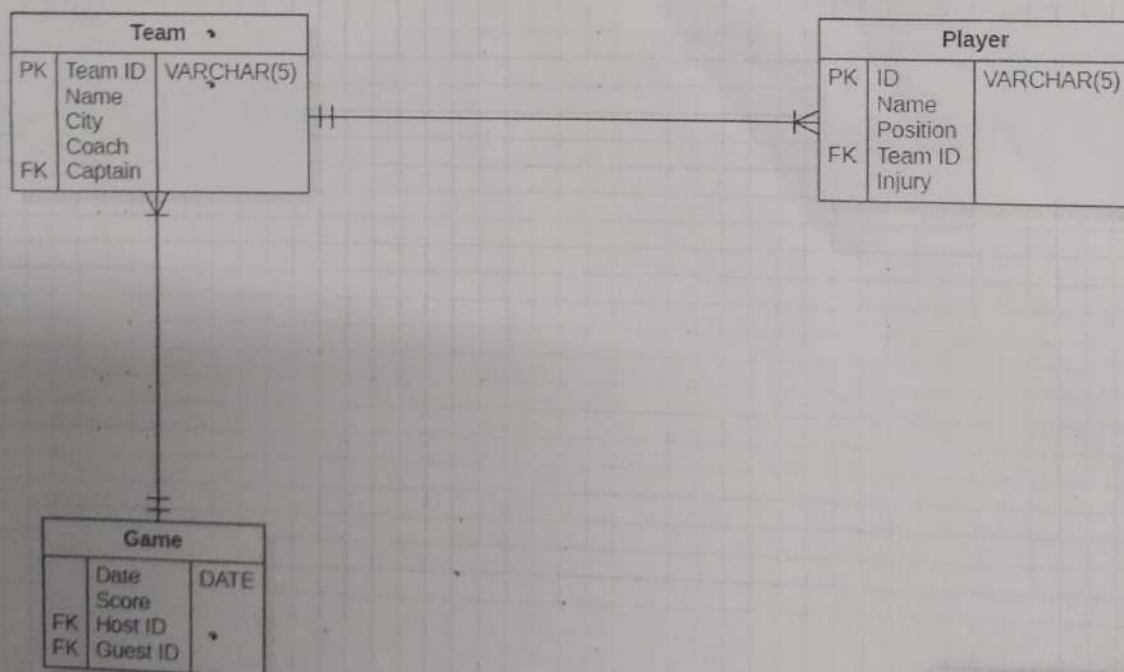 Team
PK Team ID VARCHAR(5)
Name
City
Coach
FK Captain
Player
PK ID VARCHAR(5)
Name
Position
FK Team ID
Injury
Game
Date DATE
Score
FK Host ID
FK Guest ID